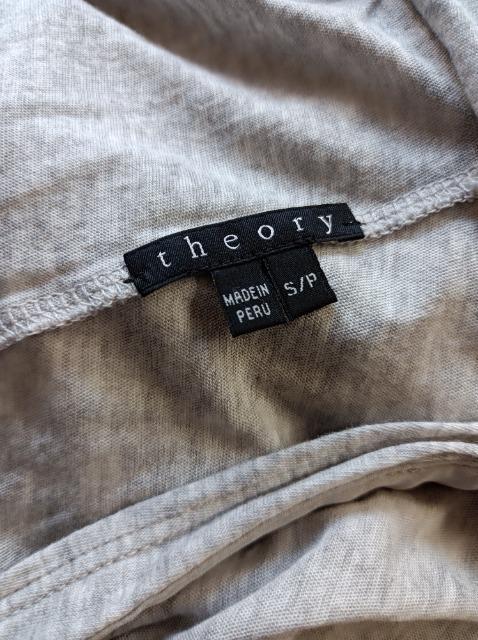 theory
MADE IN
PERU
S/P